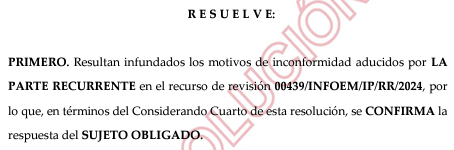 R E S U E L V E:
PRIMERO. Resultan infundados los motivos de inconformidad aducidos por LA
PARTE RECURRENTE en el recurso de revisión 00439/INFOEM/IP/RR/2024, por
lo que, en términos del Considerando Cuarto de esta resolución, se CONFIRMA la
respuesta del SUJETO OBLIGADO.
OLUCIÓN